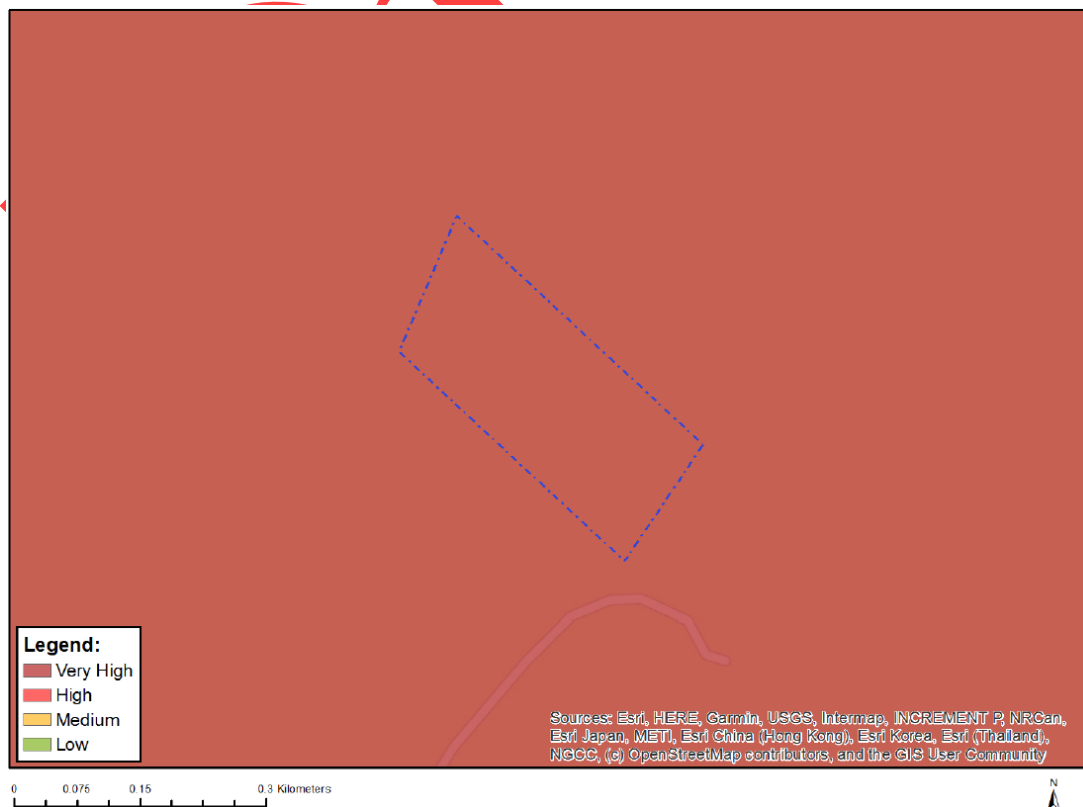 Legend:
Very High
High
Medium
Low
Sources: Esri, HERE, Garmin, USGS, Intermap, INCREMENT P, NRCan,
Esri Japan, METI, Esri China (Hong Kong), Esri Korea, Esri (Thailand),
NGCC, (c) OpenStreetMap contributors, and the GIS User Community
0 0.075 0.15 0.3 Kilometers
N